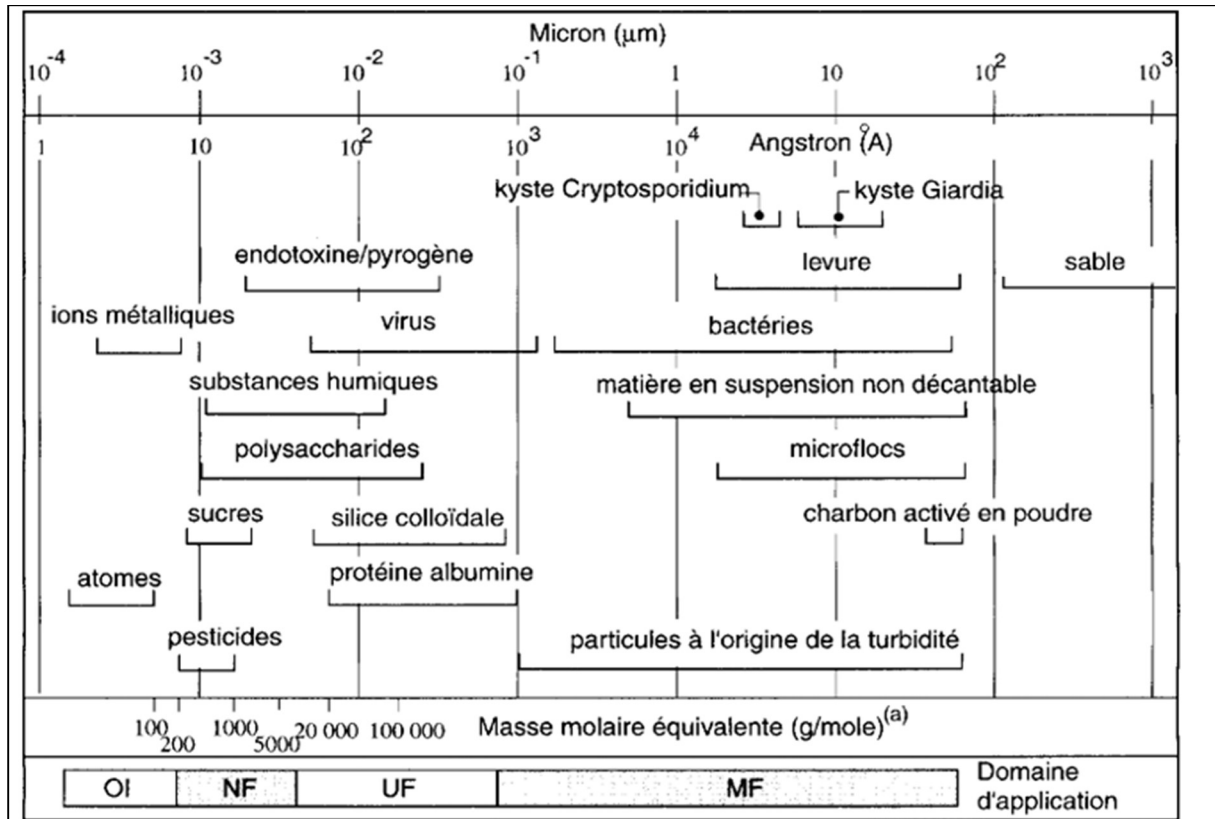 Micron (μm)
10⁻⁴ 10⁻³ 10⁻² 10⁻¹ 1 10 10² 10³
1 10 10² 10³ 10⁴ Angstron (Å)
kyste Cryptosporidium kyste Giardia
endotoxine/pyrogène levure sable
ions métalliques virus bactéries
substances humiques matière en suspension non décantable
polysaccharides microflocs
sucres silice colloïdale charbon activé en poudre
atomes protéine albumine
pesticides particules à l'origine de la turbidité
100 1000 20 000 100 000 Masse molaire équivalente (g/mole)⁽ᵃ⁾
200 5000
OI NF UF MF Domaine
d'application